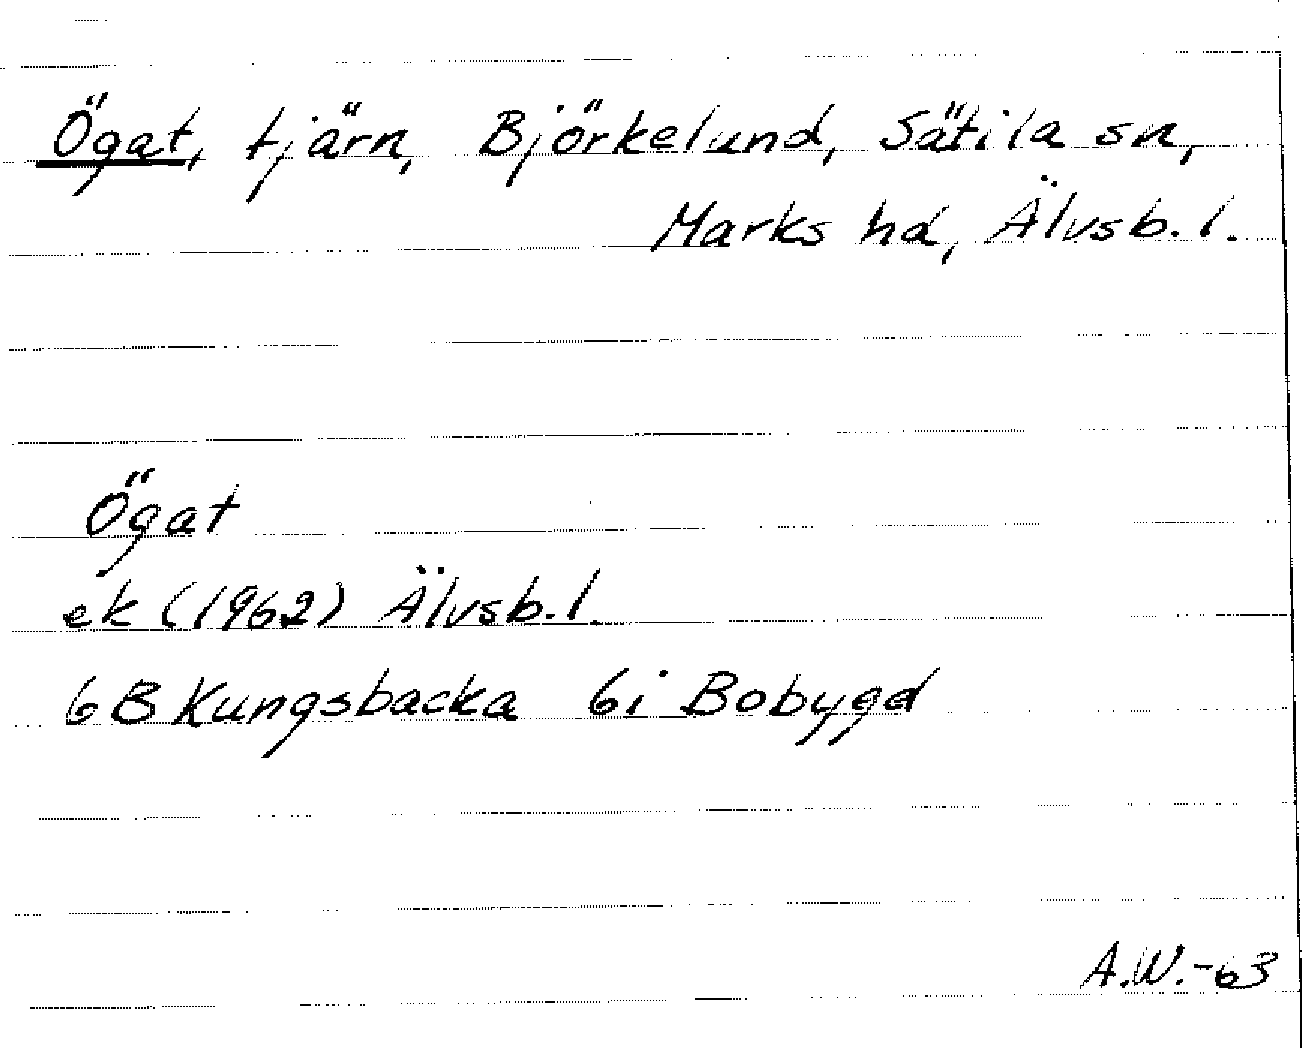 Ögat, tjärn, Björkelund, Sätila sn,
Marks hd, Älvsb. l.
Ögat
ek (1962) Älvsb. l.
6B Kungsbacka 6i Bobygd
A.W.-63